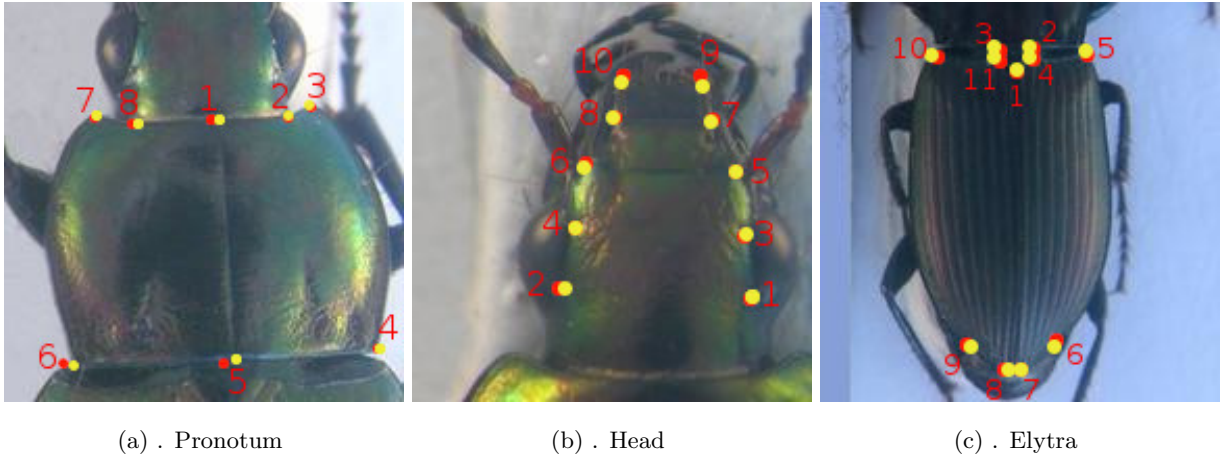 7 8 1 2 3
6 5 4
10 9
8 7
6 5
4 3
2 1
10 3 2 5
11 1 4
9 8 7 6
(a) . Pronotum
(b) . Head
(c) . Elytra